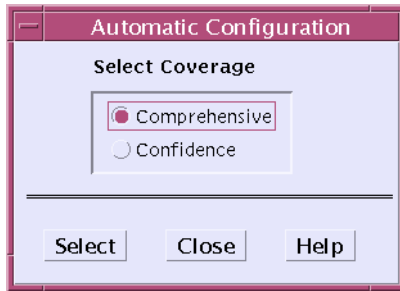 Automatic Configuration
Select Coverage
Comprehensive
Confidence
Select Close Help